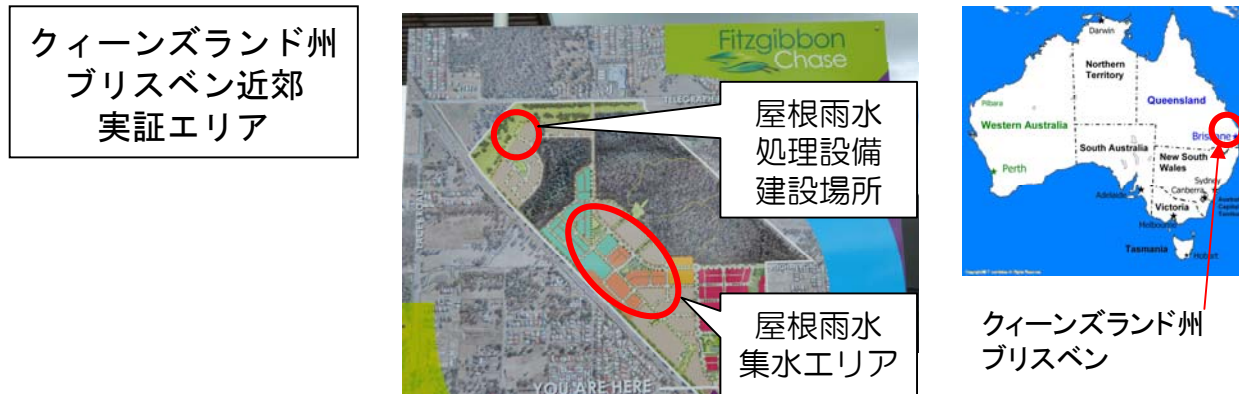 クィーンズランド州
ブリスベン近郊
実証エリア
Fitzgibbon
Chase
屋根雨水
処理設備
建設場所
屋根雨水
集水エリア
YOU ARE HERE
Darwin
Northern
Territory
Pilbara
Queensland
Western Australia
Brisbane
South Australia
New South
Wales
Perth
Sydney
Adelaide
Canberra
Victoria
Melbourne
Tasmania
Hobart
クィーンズランド州
ブリスベン